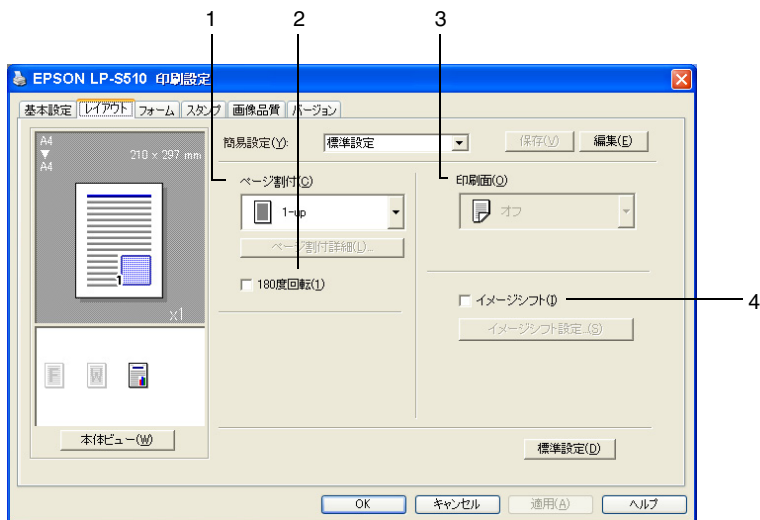 1
2
3
EPSON LP-S510 印刷設定
基本設定 レイアウト フォーム スタンプ 画像品質 バージョン
A4
210 x 297 mm
A4
1
x1
F W
本体ビュー(W)
簡易設定(Y): 標準設定 保存(V) 編集(E)
ページ割付(C)
1-up
ページ割付詳細(L)...
180度回転(1)
印刷面(O)
オフ
イメージシフト(I)
4
イメージシフト設定...(S)
標準設定(D)
OK キャンセル 適用(A) ヘルプ